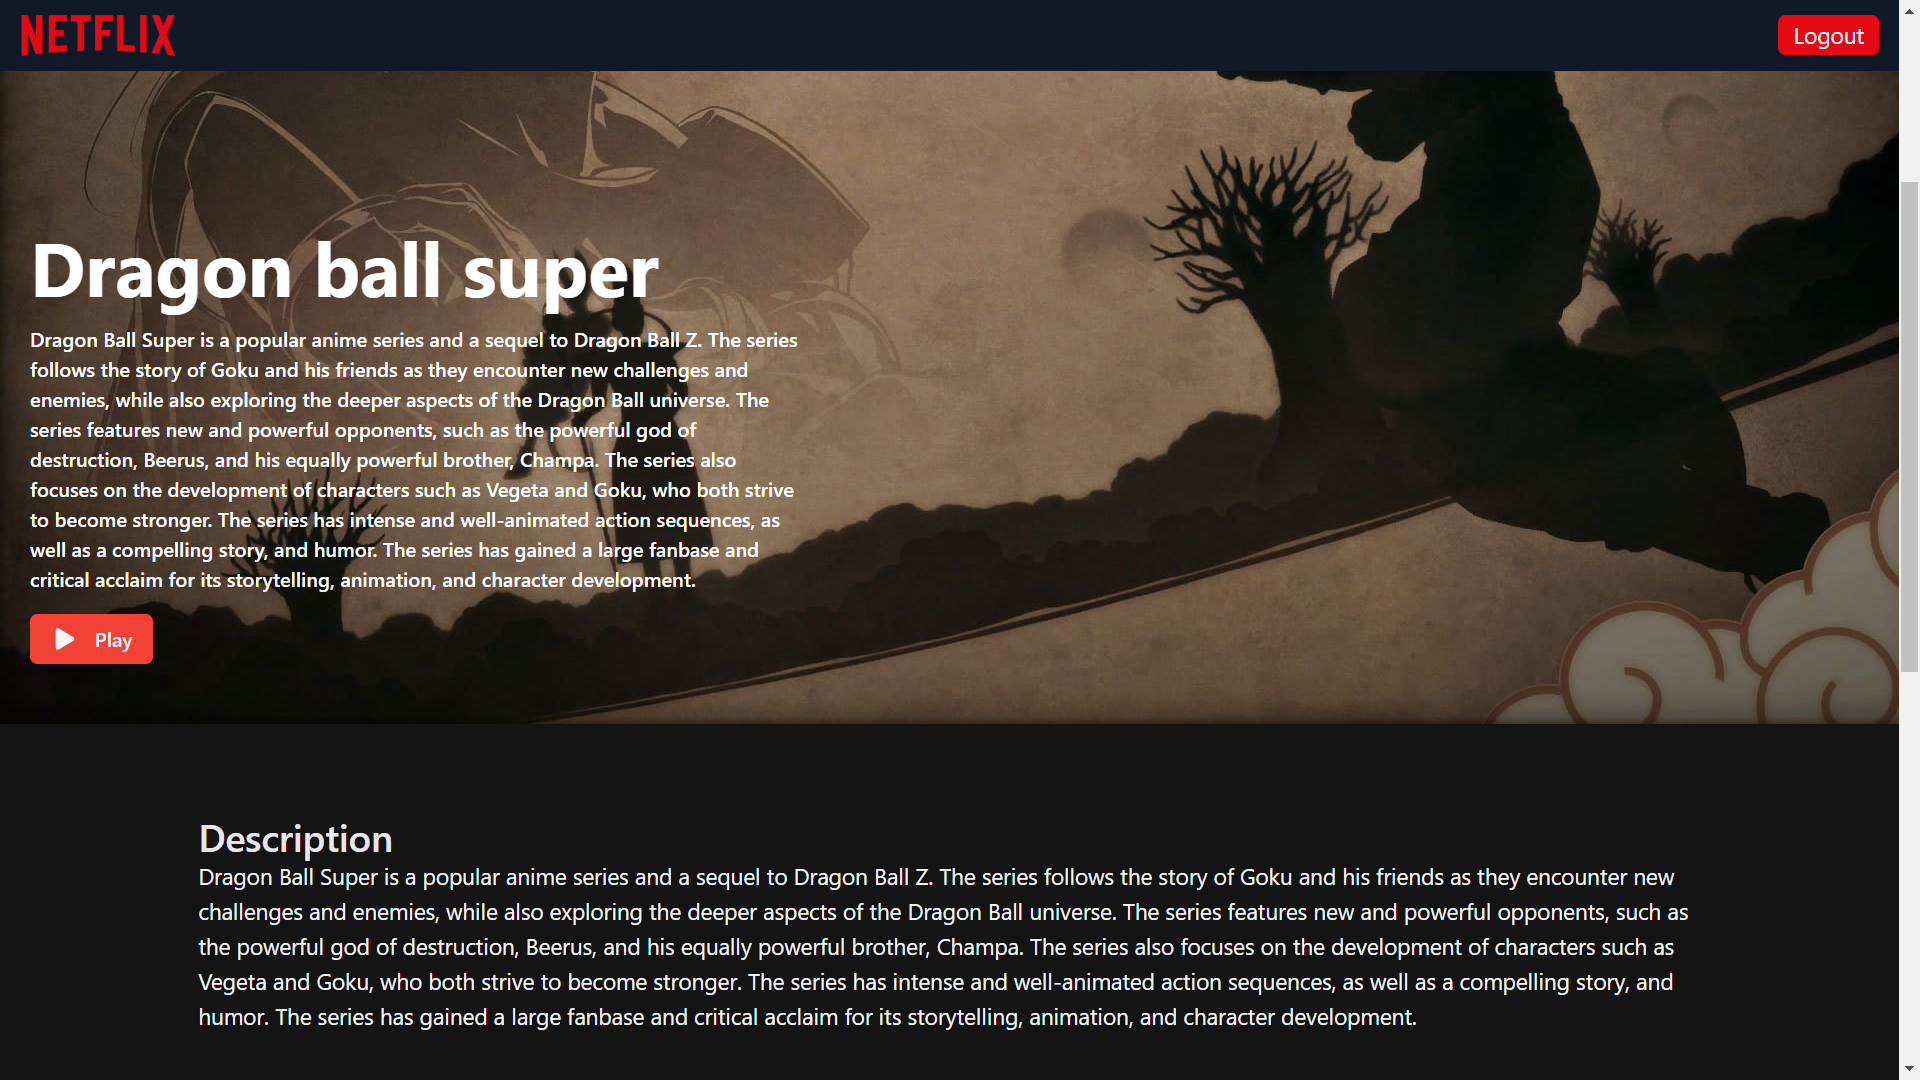 NETFLIX
Logout
Dragon ball super
Dragon Ball Super is a popular anime series and a sequel to Dragon Ball Z. The series
follows the story of Goku and his friends as they encounter new challenges and
enemies, while also exploring the deeper aspects of the Dragon Ball universe. The
series features new and powerful opponents, such as the powerful god of
destruction, Beerus, and his equally powerful brother, Champa. The series also
focuses on the development of characters such as Vegeta and Goku, who both strive
to become stronger. The series has intense and well-animated action sequences, as
well as a compelling story, and humor. The series has gained a large fanbase and
critical acclaim for its storytelling, animation, and character development.
Play
Description
Dragon Ball Super is a popular anime series and a sequel to Dragon Ball Z. The series follows the story of Goku and his friends as they encounter new
challenges and enemies, while also exploring the deeper aspects of the Dragon Ball universe. The series features new and powerful opponents, such as
the powerful god of destruction, Beerus, and his equally powerful brother, Champa. The series also focuses on the development of characters such as
Vegeta and Goku, who both strive to become stronger. The series has intense and well-animated action sequences, as well as a compelling story, and
humor. The series has gained a large fanbase and critical acclaim for its storytelling, animation, and character development.